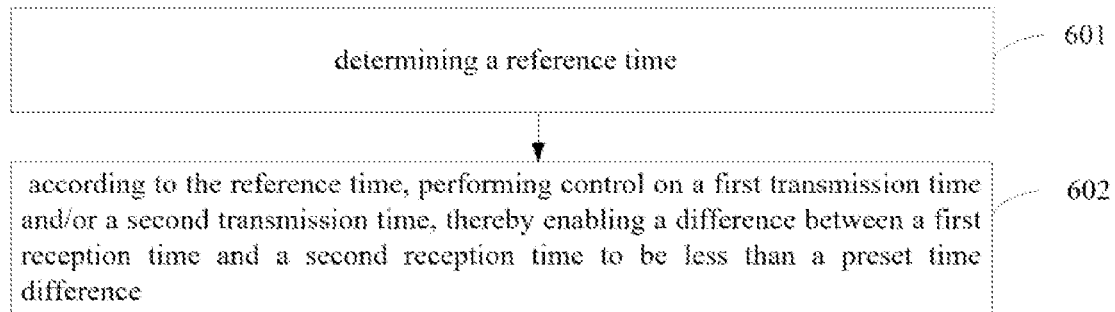 determining a reference time
601
according to the reference time, performing control on a first transmission time
and/or a second transmission time, thereby enabling a difference between a first
reception time and a second reception time to be less than a preset time
difference
602